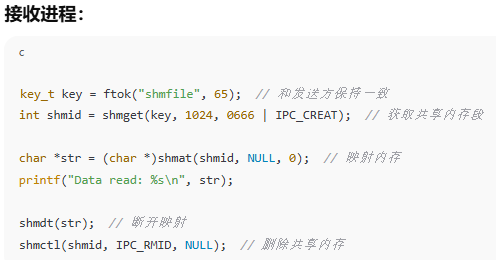 接收进程：
c
key_t key = ftok("shmfile", 65);  // 和发送方保持一致
int shmid = shmget(key, 1024, 0666 | IPC_CREAT);  // 获取共享内存段
char *str = (char *)shmat(shmid, NULL, 0);  // 映射内存
printf("Data read: %s\n", str);
shmdt(str);  // 断开映射
shmctl(shmid, IPC_RMID, NULL);  // 删除共享内存